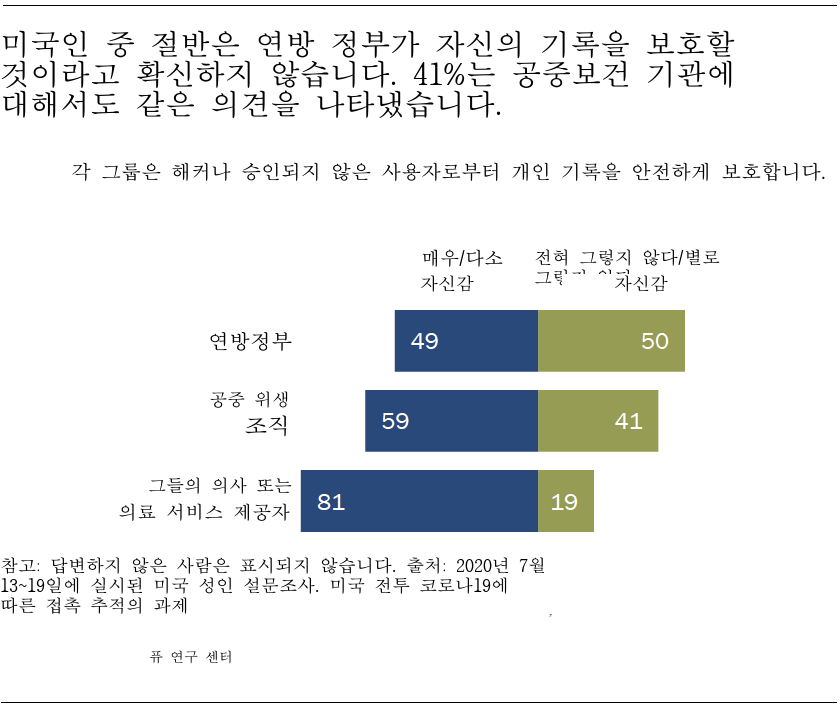 미국인 중 절반은 연방 정부가 자신의 기록을 보호할
것이라고 확신하지 않습니다. 41%는 공중보건 기관에
대해서도 같은 의견을 나타냈습니다.
각 그룹은 해커나 승인되지 않은 사용자로부터 개인 기록을 안전하게 보호합니다.
매우/다소
자신감
전혀 그렇지 않다/별로
자신감
연방정부
49
50
공중 위생
조직
59
41
그들의 의사 또는
의료 서비스 제공자
81
19
참고: 답변하지 않은 사람은 표시되지 않습니다. 출처: 2020년 7월
13~19일에 실시된 미국 성인 설문조사. 미국 전투 코로나19에
따른 접촉 추적의 과제
퓨 연구 센터